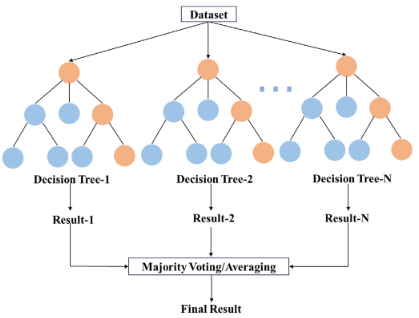 Dataset
Decision Tree-1 Decision Tree-2 Decision Tree-N
Result-1 Result-2 Result-N
Majority Voting/Averaging
Final Result